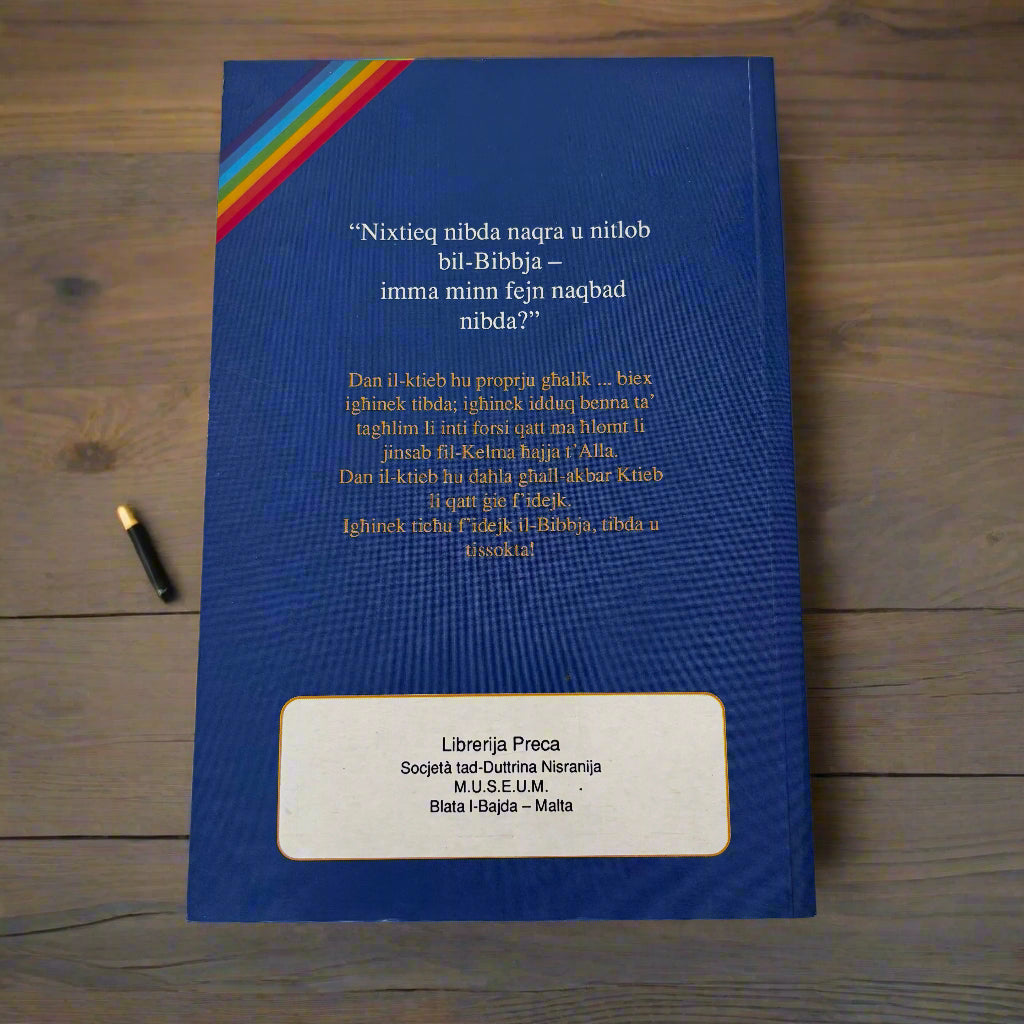 “Nixtieq nibda naqra u nitlob
bil-Bibbja –
imma minn fejn naqbad
nibda?”
Dan il-ktieb hu proprju għalik ... biex
igħinek tibda; igħinek idduq benna ta’
tagħlim li inti forsi qatt ma ħlomt li
jinsab fil-Kelma ħajja t’Alla.
Dan il-ktieb hu daħla għall-akbar Ktieb
li qatt ġie f’idejk.
Igħinek tieħu f’idejk il-Bibbja, tibda u
tissokta!
Librerija Preca
Socjetà tad-Duttrina Nisranija
M.U.S.E.U.M.
Blata l-Bajda – Malta